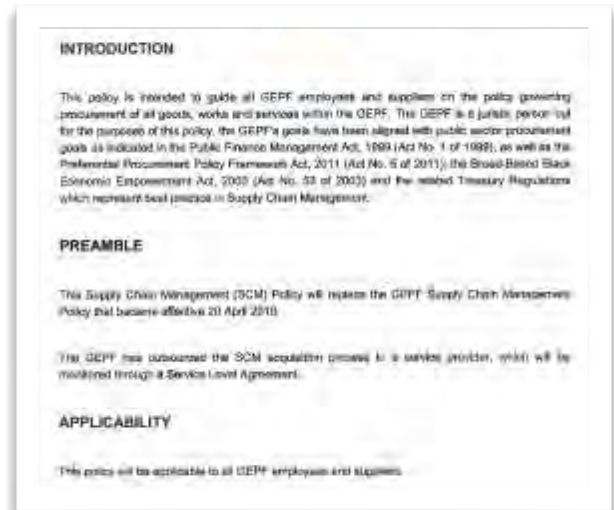 INTRODUCTION
This policy is intended to guide all GEPF employees and suppliers on the policy governing
procurement of all goods, works and services within the GEPF. The GEPF is a juristic person but
for the purposes of this policy, the GEPF's goals have been aligned with public sector procurement
goals as indicated in the Public Finance Management Act, 1999 (Act No. 1 of 1999), as well as the
Preferential Procurement Policy Framework Act, 2011 (Act No. 5 of 2011); the Broad-Based Black
Economic Empowerment Act, 2003 (Act No. 53 of 2003) and the related Treasury Regulations
which represent best practice in Supply Chain Management.
PREAMBLE
This Supply Chain Management (SCM) Policy will replace the GEPF Supply Chain Management
Policy that became effective 20 April
The GEPF has outsourced the SCM acquisition process to a service provider, which will be
monitored through a Service Level Agreement.
APPLICABILITY
This policy will be applicable to all GEPF employees and suppliers.